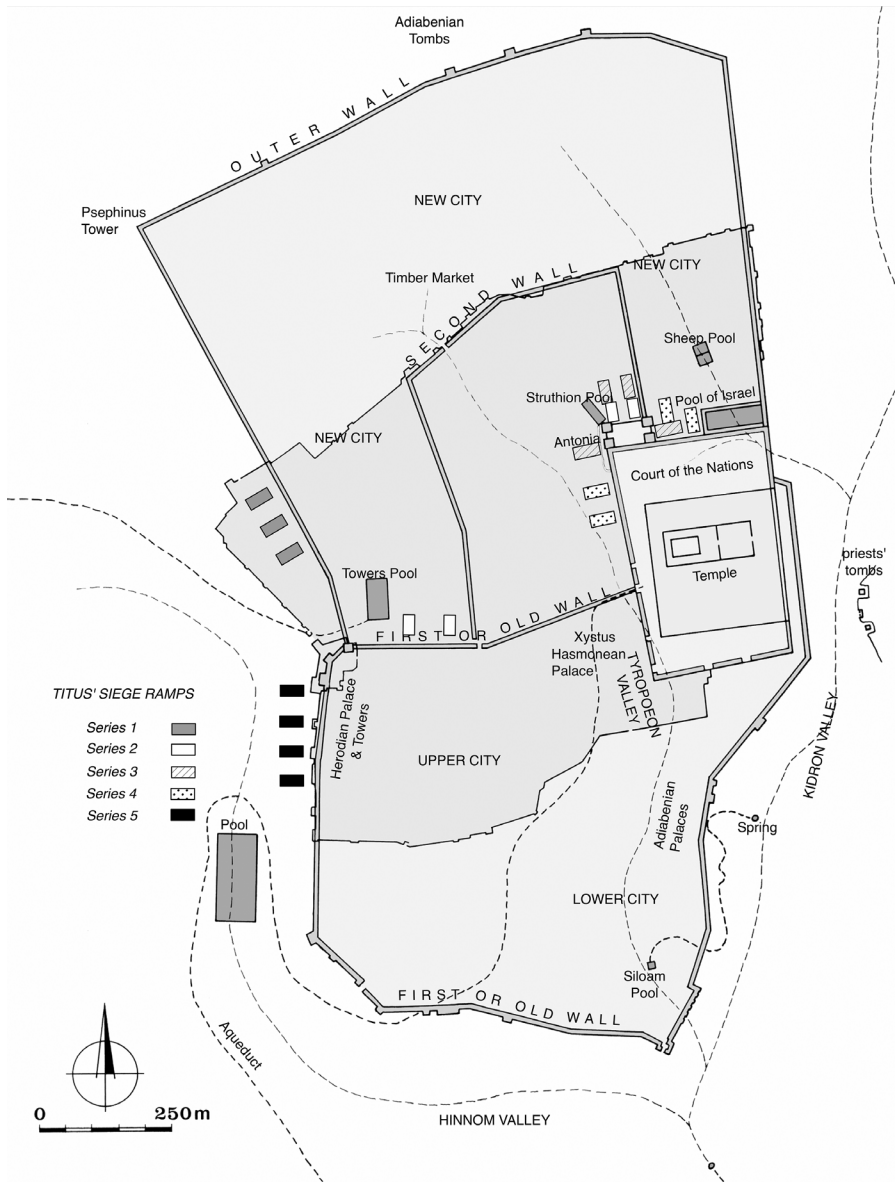 Adiabenian
Tombs
OUTER WALL
Psephinus
Tower
NEW CITY
Timber Market
SECOND WALL
NEW CITY
Sheep Pool
Struthion Pool
Pool of Israel
NEW CITY
Antonia
Court of the Nations
priests'
tombs
Towers Pool
Temple
FIRST OR OLD WALL
Xystus
Hasmonean
Palace
TYROPOEON
VALLEY
TITUS' SIEGE RAMPS
Series 1
Series 2
Series 3
Series 4
Series 5
Herodian Palace
& Towers
UPPER CITY
KIDRON VALLEY
Pool
Adiabenian
Palaces
Spring
LOWER CITY
Siloam
Pool
FIRST OR OLD WALL
Aqueduct
0 250m
HINNOM VALLEY